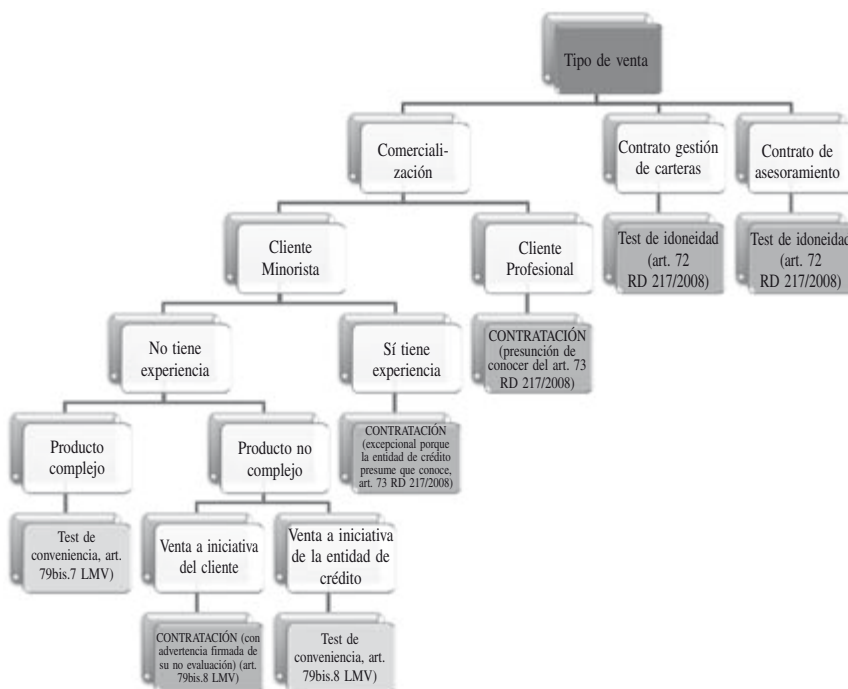 Tipo de venta
Comerciali-
zación
Contrato gestión
de carteras
Contrato de
asesoramiento
Cliente
Minorista
Cliente
Profesional
Test de idoneidad
(art. 72
RD 217/2008)
Test de idoneidad
(art. 72
RD 217/2008)
No tiene
experiencia
Sí tiene
experiencia
CONTRATACIÓN
(presunción de
conocer del art. 73
RD 217/2008)
Producto
complejo
Producto no
complejo
CONTRATACIÓN
(excepcional porque
la entidad de crédito
presume que conoce,
art. 73 RD 217/2008)
Test de
conveniencia, art.
79bis.7 LMV)
Venta a iniciativa
del cliente
Venta a iniciativa
de la entidad de
crédito
CONTRATACIÓN (con
advertencia firmada de
su no evaluación) (art.
79bis.8 LMV)
Test de
conveniencia, art.
79bis.8 LMV)